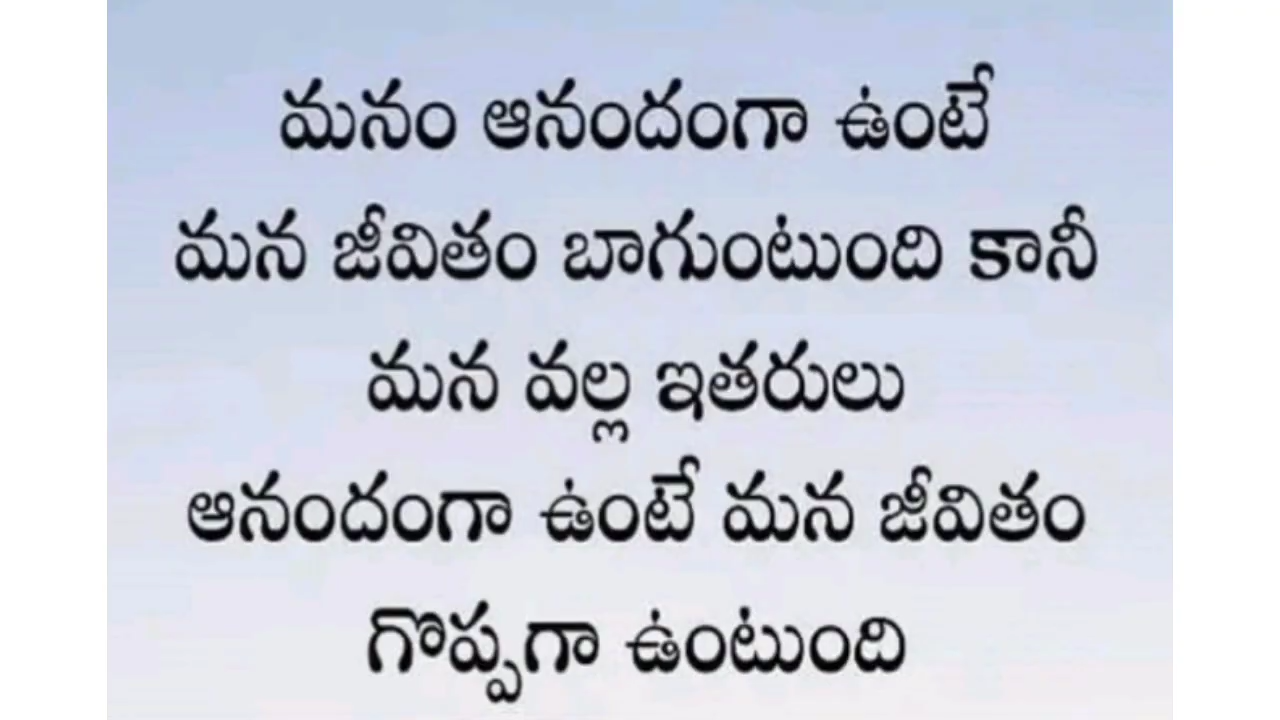 మనం ఆనందంగా ఉంటే
మన జీవితం బాగుంటుంది కానీ
మన వల్ల ఇతరులు
ఆనందంగా ఉంటే మన జీవితం
గొప్పగా ఉంటుంది